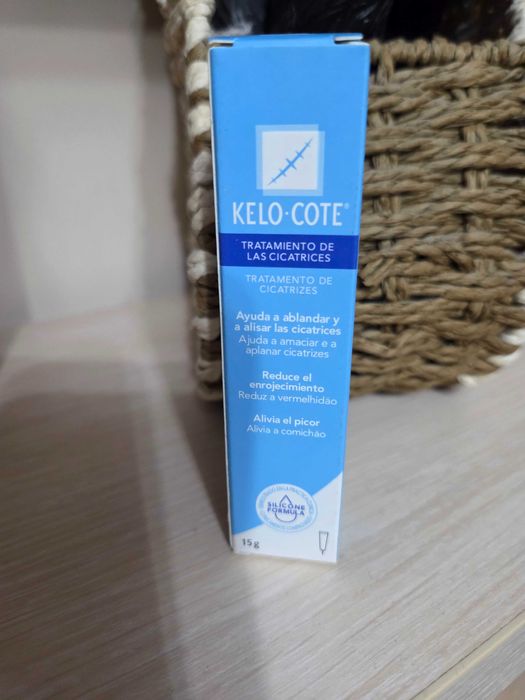 KELO·COTE®
TRATAMIENTO DE
LAS CICATRICES
TRATAMENTO DE
CICATRIZES
Ayuda a ablandar y
a alisar las cicatrices
Ajuda a amaciar e a
aplanar cicatrizes
Reduce el
enrojecimiento
Reduz a vermelhidão
Alivia el picor
Alivia a comichão
SILICONE
FORMULA
15g